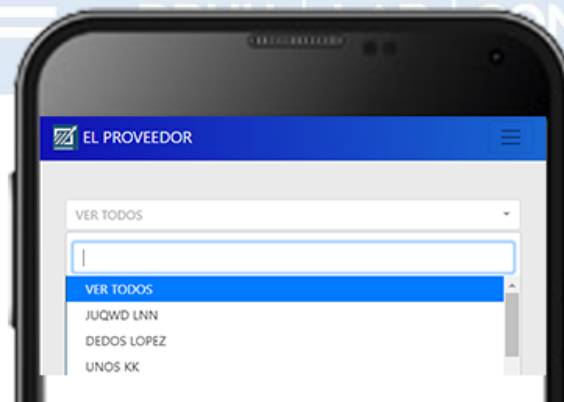 EL PROVEEDOR
VER TODOS
VER TODOS
JUQWD LNN
DEDOS LOPEZ
UNOS KK